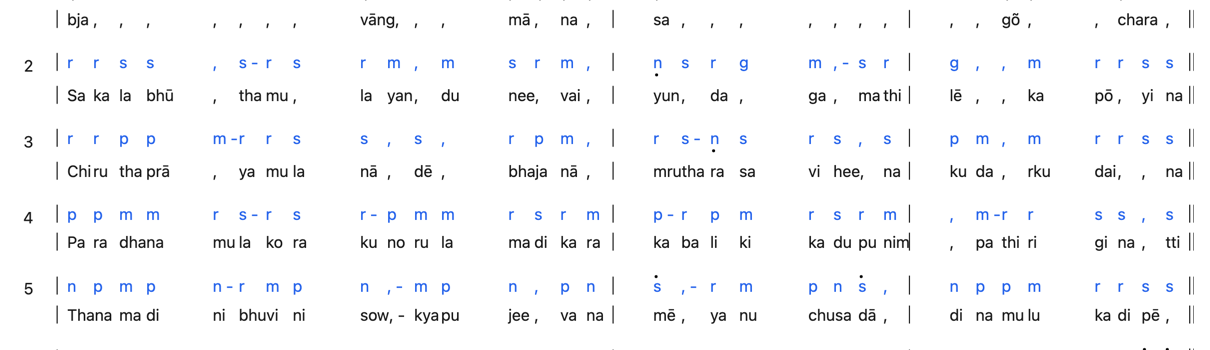 | bja , , , , , , , vāng, , , mā , na , | sa , , , , , , , | , , gõ , , chara , ||
2 | r r s s , s - r s r m , m s r m , | ṇ s r g m , - s r | g , , m r r s s ||
| Sa ka la bhū , tha mu , la yan, du nee, vai , | yun, da , ga , ma thi | lē , , ka pō , yi na ||
3 | r r p p m - r r s s , s , r p m , | r s - ṇ s r s , s | p m , m r r s s ||
| Chi ru tha prā , ya mu la nā , dē , bhaja nā , | mrutha ra sa vi hee, na | ku da , rku dai, , na ||
4 | p p m m r s - r s r - p m m r s r m | p - r p m r s r m | , m - r r s s , s ||
| Pa ra dhana mu la ko ra ku no ru la ma di ka ra | ka ba li ki ka du pu nim | , pa thi ri gi na , tti ||
5 | n p m p n - r m p n , - m p n , p n | ṡ , - r m p n ṡ , | n p p m r r s s ||
| Thana ma di ni bhuvi ni sow, - kyapu jee , va na | mē , ya nu chusa dā , | di na mu lu ka di pē , ||